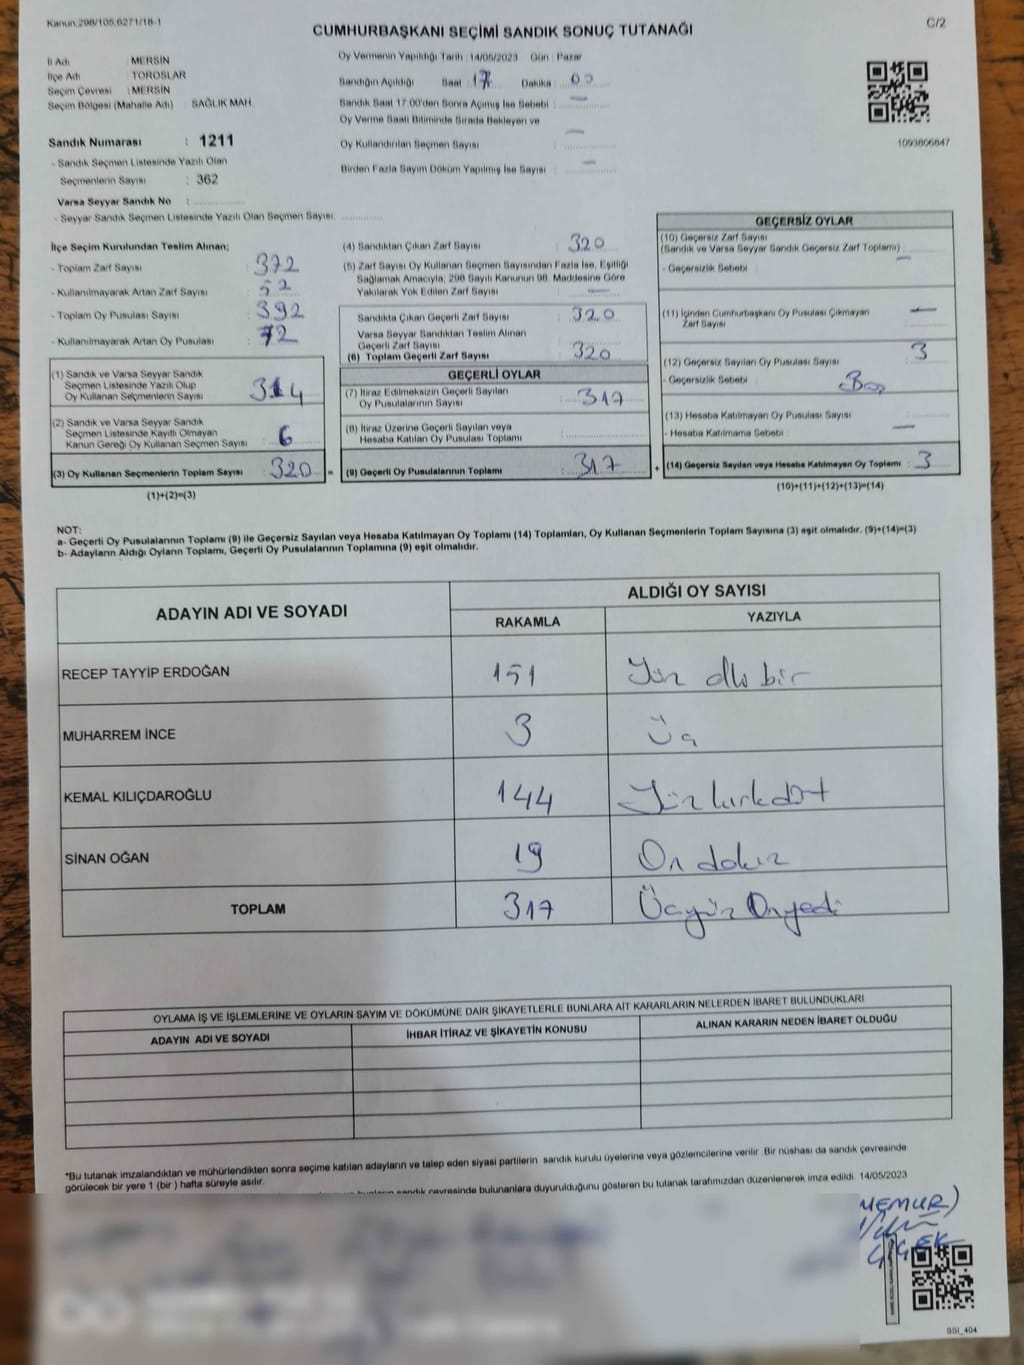 Kanun,298/105,6271/18-1
C/2
CUMHURBAŞKANI SEÇİMİ SANDIK SONUÇ TUTANAĞI
İl Adı : MERSİN
İlçe Adı : TOROSLAR
Seçim Çevresi : MERSİN
Seçim Bölgesi (Mahalle Adı) : SAĞLIK MAH.
Sandık Numarası : 1211
- Sandık Seçmen Listesinde Yazılı Olan
Seçmenlerin Sayısı : 362
Varsa Seyyar Sandık No :
- Seyyar Sandık Seçmen Listesinde Yazılı Olan Seçmen Sayısı:
Oy Vermenin Yapıldığı Tarih :14/05/2023 Gün : Pazar
Sandığın Açıldığı Saat : 17 Dakika : 00
Sandık Saat 17.00'den Sonra Açımış İse Sebebi : —
Oy Verme Saati Bitiminde Sırada Bekleyen ve
Oy Kullandırılan Seçmen Sayısı : —
Birden Fazla Sayım Döküm Yapılmış İse Sayısı : —
1093806847
İlçe Seçim Kurulundan Teslim Alınan;
- Toplam Zarf Sayısı : 372
- Kullanılmayarak Artan Zarf Sayısı : 52
- Toplam Oy Pusulası Sayısı : 392
- Kullanılmayarak Artan Oy Pusulası : 72
(1) Sandık ve Varsa Seyyar Sandık
Seçmen Listesinde Yazılı Olup
Oy Kullanan Seçmenlerin Sayısı : 314
(2) Sandık ve Varsa Seyyar Sandık
Seçmen Listesinde Kayıtlı Olmayan
Kanun Gereği Oy Kullanan Seçmen Sayısı : 6
(3) Oy Kullanan Seçmenlerin Toplam Sayısı : 320 =
(1)+(2)=(3)
(4) Sandıktan Çıkan Zarf Sayısı : 320
(5) Zarf Sayısı Oy Kullanan Seçmen Sayısından Fazla İse, Eşitliği
Sağlamak Amacıyla; 298 Sayılı Kanunun 98. Maddesine Göre
Yakılarak Yok Edilen Zarf Sayısı : —
Sandıkta Çıkan Geçerli Zarf Sayısı : 320
Varsa Seyyar Sandıktan Teslim Alınan
Geçerli Zarf Sayısı :
(6) Toplam Geçerli Zarf Sayısı : 320
GEÇERLİ OYLAR
(7) İtiraz Edilmeksizin Geçerli Sayılan
Oy Pusulalarının Sayısı : 317
(8) İtiraz Üzerine Geçerli Sayılan veya
Hesaba Katılan Oy Pusulası Toplamı :
(9) Geçerli Oy Pusulalarının Toplamı : 317 +
GEÇERSİZ OYLAR
(10) Geçersiz Zarf Sayısı
(Sandık ve Varsa Seyyar Sandık Geçersiz Zarf Toplamı) : —
- Geçersizlik Sebebi :
(11) İçinden Cumhurbaşkanı Oy Pusulası Çıkmayan
Zarf Sayısı : —
(12) Geçersiz Sayılan Oy Pusulası Sayısı : 3
- Geçersizlik Sebebi : Boş
(13) Hesaba Katılmayan Oy Pusulası Sayısı :
- Hesaba Katılmama Sebebi : —
(14) Geçersiz Sayılan veya Hesaba Katılmayan Oy Toplamı : 3
(10)+(11)+(12)+(13)=(14)
NOT:
a- Geçerli Oy Pusulalarının Toplamı (9) ile Geçersiz Sayılan veya Hesaba Katılmayan Oy Toplamı (14) Toplamları, Oy Kullanan Seçmenlerin Toplam Sayısına (3) eşit olmalıdır. (9)+(14)=(3)
b- Adayların Aldığı Oyların Toplamı, Geçerli Oy Pusulalarının Toplamına (9) eşit olmalıdır.
ADAYIN ADI VE SOYADI
ALDIĞI OY SAYISI
RAKAMLA
YAZIYLA
RECEP TAYYİP ERDOĞAN 151 Yüz elli bir
MUHARREM İNCE 3 Üç
KEMAL KILIÇDAROĞLU 144 Yüz kırkdört
SİNAN OĞAN 19 On dokuz
TOPLAM 317 Üçyüz Onyedi
OYLAMA İŞ VE İŞLEMLERİNE VE OYLARIN SAYIM VE DÖKÜMÜNE DAİR ŞİKAYETLERLE BUNLARA AİT KARARLARIN NELERDEN İBARET BULUNDUKLARI
ADAYIN ADI VE SOYADI
İHBAR İTİRAZ VE ŞİKAYETİN KONUSU
ALINAN KARARIN NEDEN İBARET OLDUĞU
*Bu tutanak imzalandıktan ve mühürlendikten sonra seçime katılan adayların ve talep eden siyasi partilerin sandık kurulu üyelerine veya gözlemcilerine verilir. Bir nüshası da sandık çevresinde
görülecek bir yere 1 (bir ) hafta süreyle asılır.
sandık çevresinde bulunanlara duyurulduğunu gösteren bu tutanak tarafımızdan düzenlenerek imza edildi. 14/05/2023
MEMUR)
SSI_404